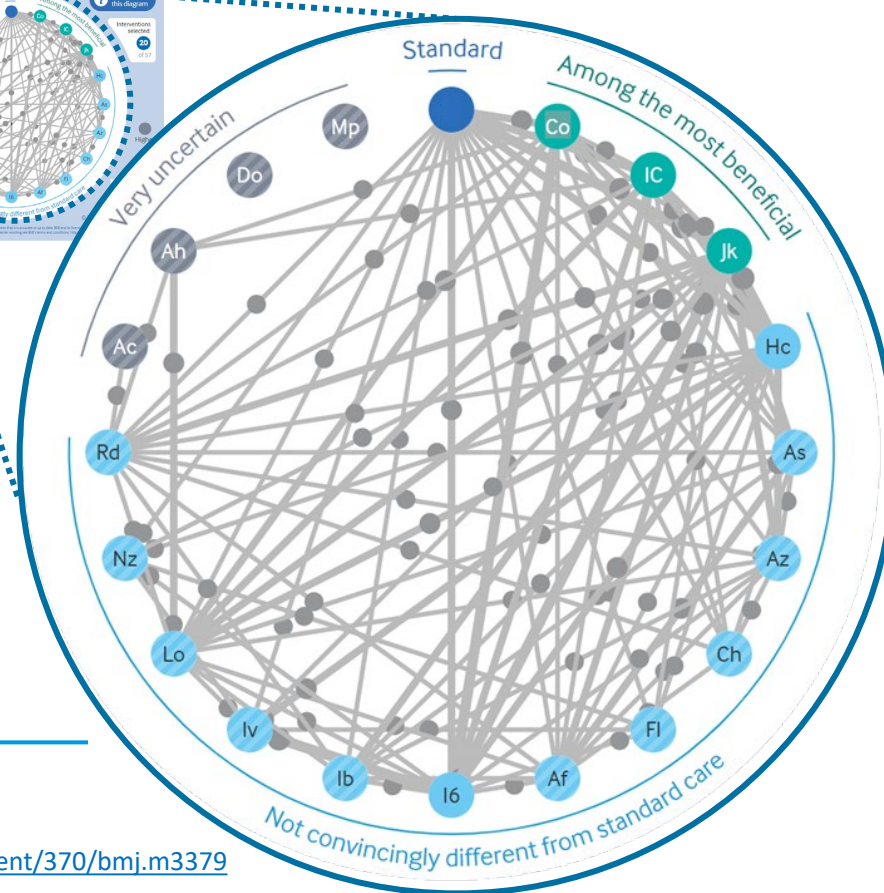 this diagram
Interventions
selected:
20
of 57
Standard
Among the most beneficial
Very uncertain
Mp
Do
Ah
Ac
Co
IC
Jk
Hc
As
Az
Ch
Fl
Af
I6
Ib
Iv
Lo
Nz
Rd
Not convincingly different from standard care
ent/370/bmj.m3379